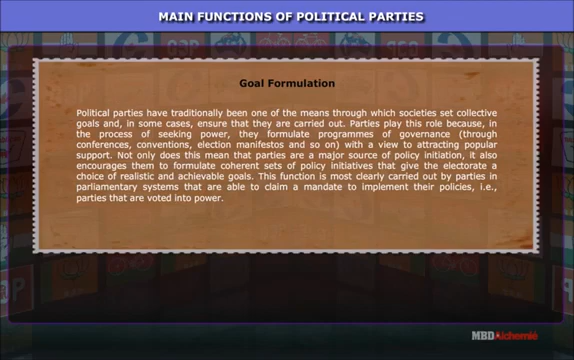 MAIN FUNCTIONS OF POLITICAL PARTIES
Goal Formulation
Political parties have traditionally been one of the means through which societies set collective
goals and, in some cases, ensure that they are carried out. Parties play this role because, in
the process of seeking power, they formulate programmes of governance (through
conferences, conventions, election manifestos and so on) with a view to attracting popular
support. Not only does this mean that parties are a major source of policy initiation, it also
encourages them to formulate coherent sets of policy initiatives that give the electorate a
choice of realistic and achievable goals. This function is most clearly carried out by parties in
parliamentary systems that are able to claim a mandate to implement their policies, i.e.,
parties that are voted into power.
MBD Alchemie